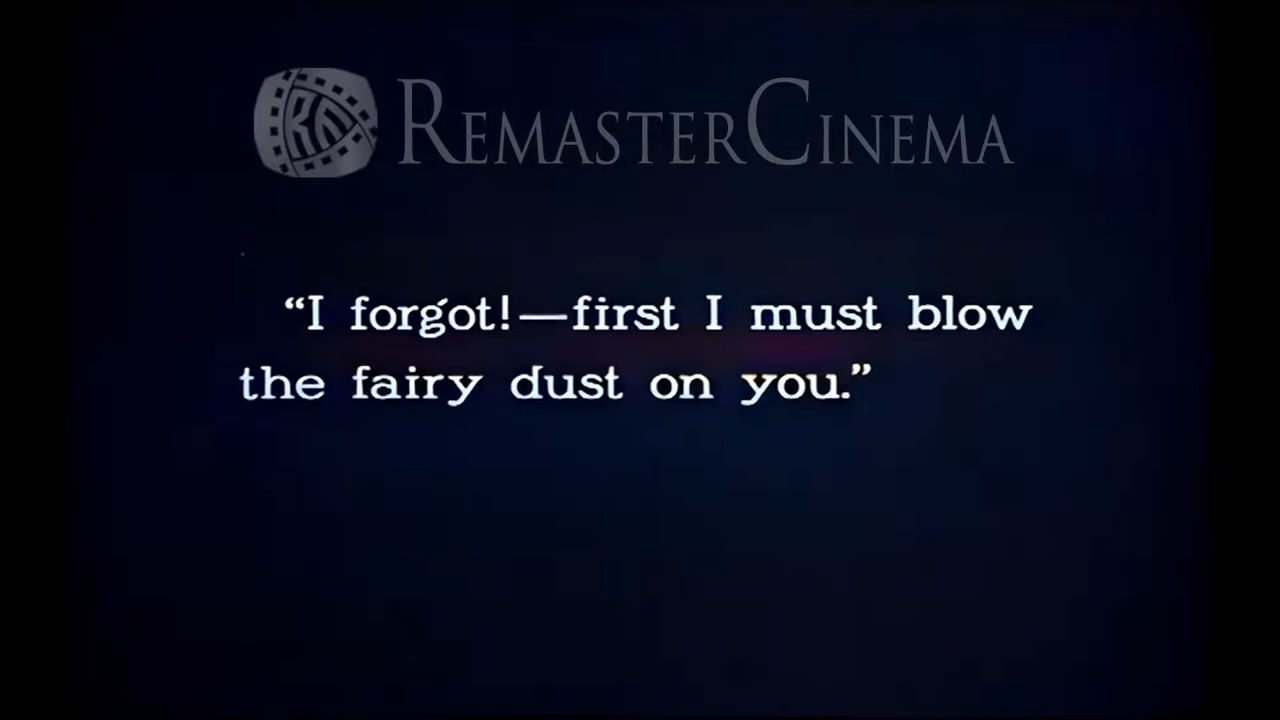 REMASTERCINEMA
“I forgot!—first I must blow
the fairy dust on you.”